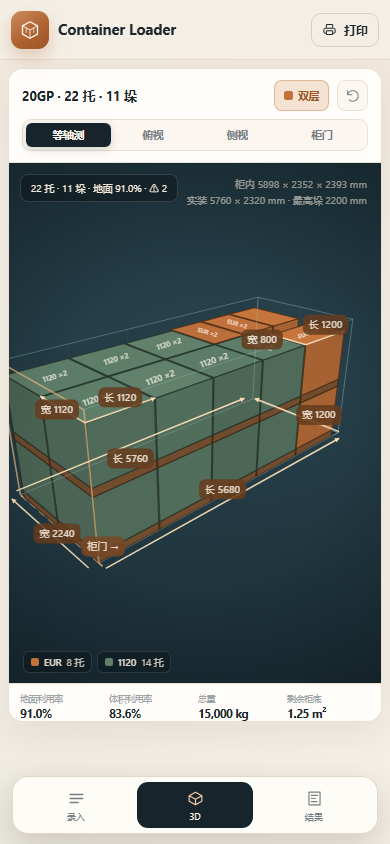 Container Loader
打印
20GP · 22 托 · 11 垛
双层
等轴测
俯视
侧视
柜门
22 托 · 11 垛 · 地面 91.0% · ⚠ 2
柜内 5898 × 2352 × 2393 mm
实装 5760 × 2320 mm · 最高垛 2200 mm
EUR ×2
EUR ×2
长 1200
宽 800
1120 ×2
1120 ×2
1120 ×2
1120 ×2
1120 ×2
1120
长 1120
宽 1120
宽 1200
长 5760
长 5680
宽 2240
柜门 →
EUR 8 托
1120 14 托
地面利用率
体积利用率
总重
剩余柜底
91.0%
83.6%
15,000 kg
1.25 m²
录入
3D
结果